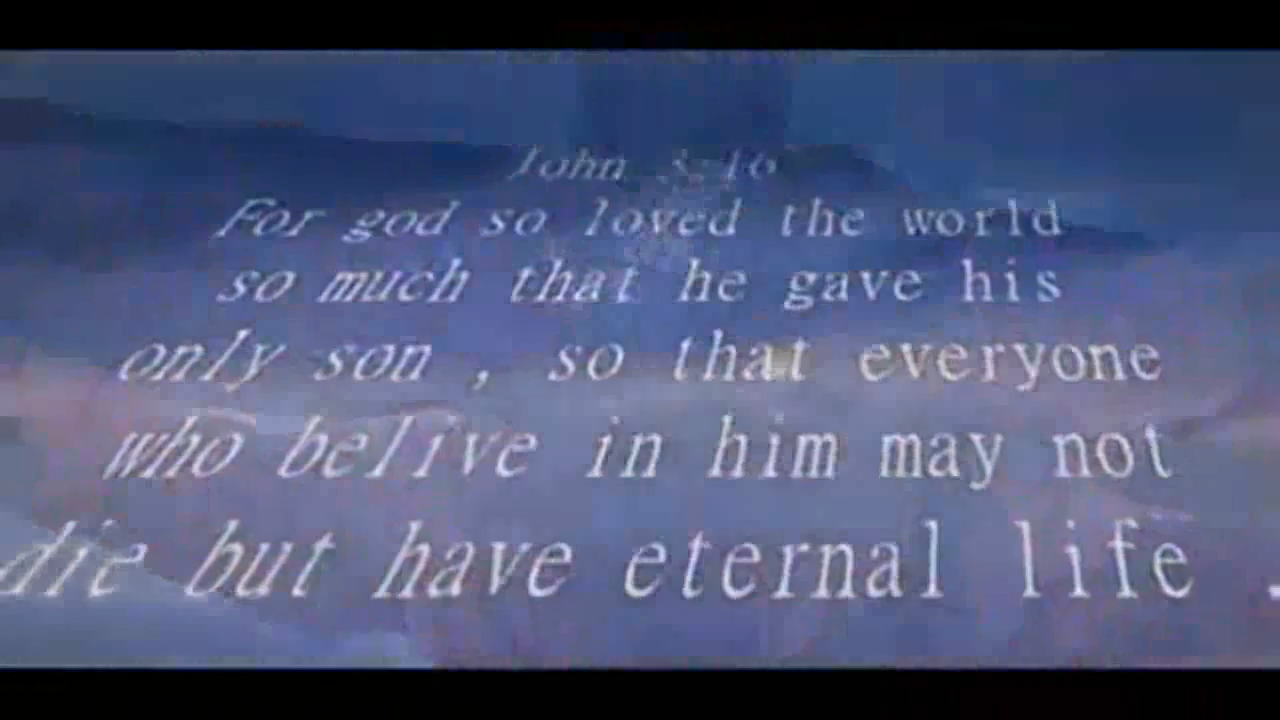 John 3:16
For god so loved the world
so much that he gave his
only son , so that everyone
who belive in him may not
die but have eternal life .